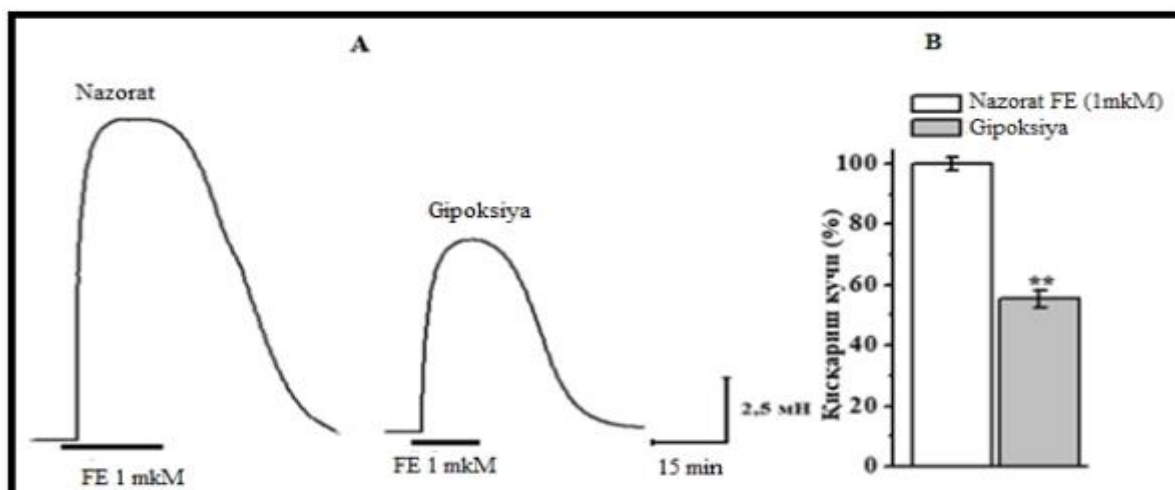 A
B
Nazorat
Nazorat FE (1mkM)
Gipoksiya
Gipoksiya
Қисқариш кучи (%)
100
80
60
40
20
0
**
2,5 мН
15 min
FE 1 mkM
FE 1 mkM